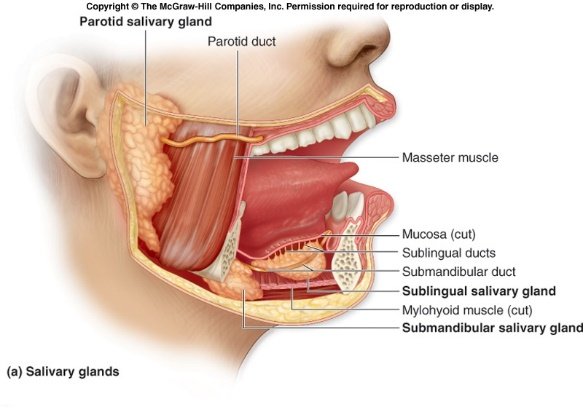 Copyright © The McGraw-Hill Companies, Inc. Permission required for reproduction or display.
Parotid salivary gland
Parotid duct
Masseter muscle
Mucosa (cut)
Sublingual ducts
Submandibular duct
Sublingual salivary gland
Mylohyoid muscle (cut)
Submandibular salivary gland
(a) Salivary glands